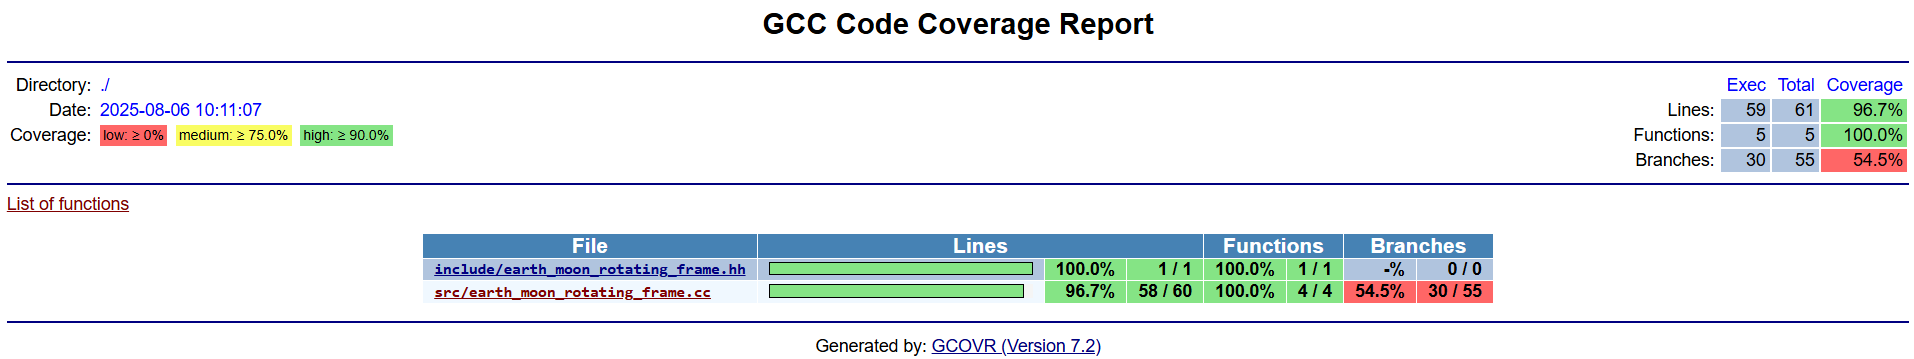 GCC Code Coverage Report
Directory: ./
Date: 2025-08-06 10:11:07
Coverage: low: ≥ 0% medium: ≥ 75.0% high: ≥ 90.0%
Exec Total Coverage
Lines: 59 61 96.7%
Functions: 5 5 100.0%
Branches: 30 55 54.5%
List of functions
File Lines Functions Branches
include/earth_moon_rotating_frame.hh 100.0% 1 / 1 100.0% 1 / 1 -% 0 / 0
src/earth_moon_rotating_frame.cc 96.7% 58 / 60 100.0% 4 / 4 54.5% 30 / 55
Generated by: GCOVR (Version 7.2)